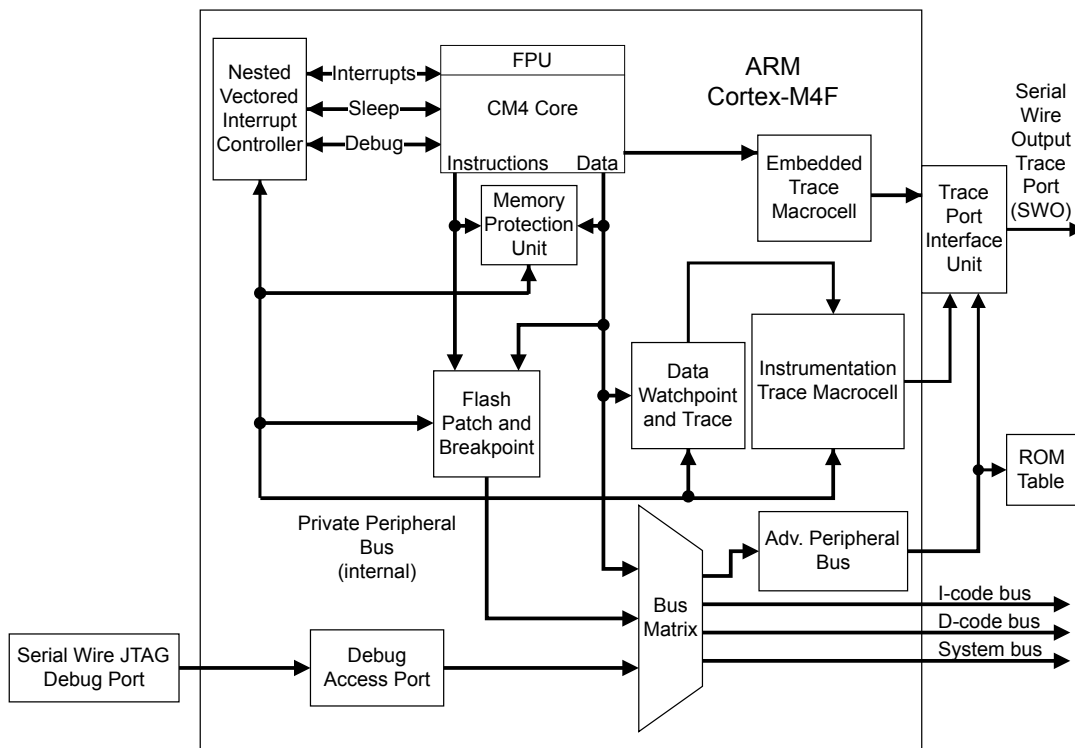 Nested
Vectored
Interrupt
Controller
Interrupts
Sleep
Debug
FPU
CM4 Core
Instructions
Data
ARM
Cortex-M4F
Serial
Wire
Output
Trace
Port
(SWO)
Embedded
Trace
Macrocell
Trace
Port
Interface
Unit
Memory
Protection
Unit
Flash
Patch and
Breakpoint
Data
Watchpoint
and Trace
Instrumentation
Trace Macrocell
ROM
Table
Private Peripheral
Bus
(internal)
Adv. Peripheral
Bus
Bus
Matrix
I-code bus
D-code bus
System bus
Serial Wire JTAG
Debug Port
Debug
Access Port